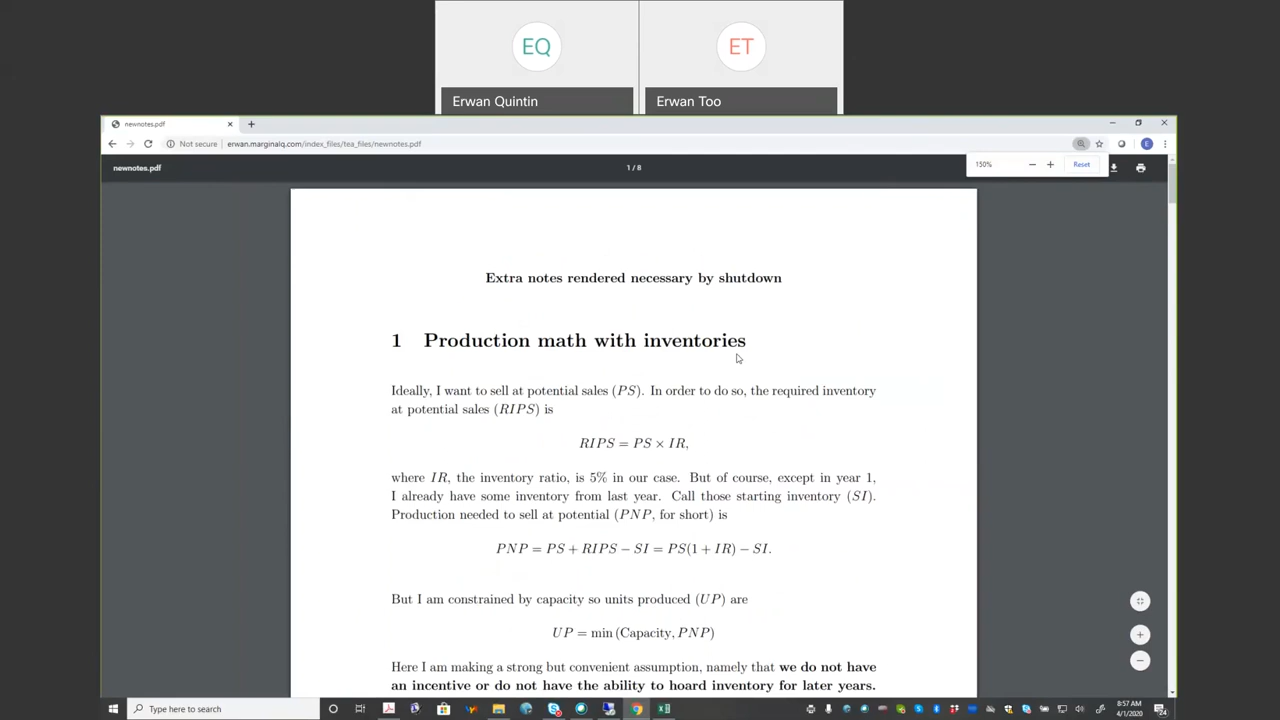 EQ
ET
Erwan Quintin
Erwan Too
newnotes.pdf
Not secure
erwan.marginalq.com/index_files/tea_files/newnotes.pdf
E
newnotes.pdf
1 / 8
150%
Reset
Extra notes rendered necessary by shutdown
1 Production math with inventories
Ideally, I want to sell at potential sales (PS). In order to do so, the required inventory
at potential sales (RIPS) is
RIPS = PS × IR,
where IR, the inventory ratio, is 5% in our case. But of course, except in year 1,
I already have some inventory from last year. Call those starting inventory (SI).
Production needed to sell at potential (PNP, for short) is
PNP = PS + RIPS − SI = PS(1 + IR) − SI.
But I am constrained by capacity so units produced (UP) are
UP = min (Capacity, PNP)
Here I am making a strong but convenient assumption, namely that we do not have
an incentive or do not have the ability to hoard inventory for later years.
Type here to search
8:57 AM
4/1/2020
24